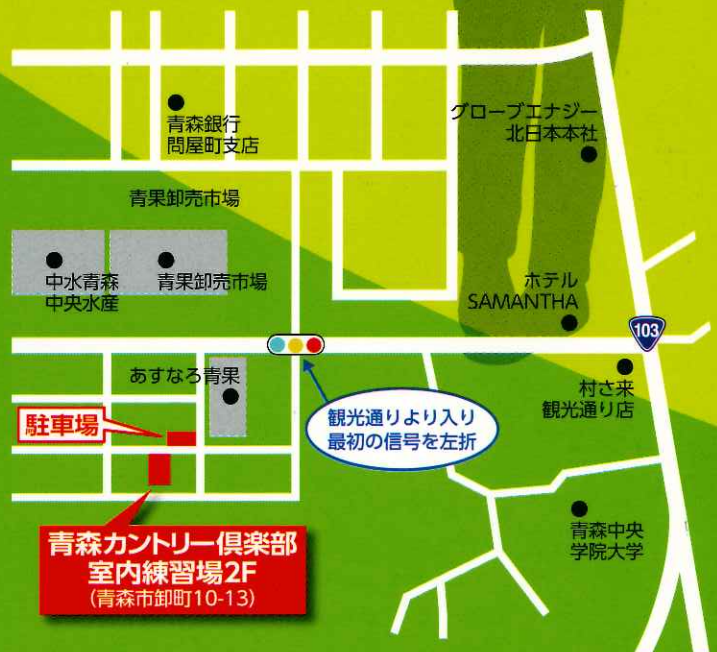 青森銀行
問屋町支店
グローブエナジー
北日本本社
青果卸売市場
中水青森
中央水産
青果卸売市場
ホテル
SAMANTHA
103
あすなろ青果
村さ来
観光通り店
駐車場
観光通りより入り
最初の信号を左折
青森中央
学院大学
青森カントリー倶楽部
室内練習場2F
(青森市卸町10-13)